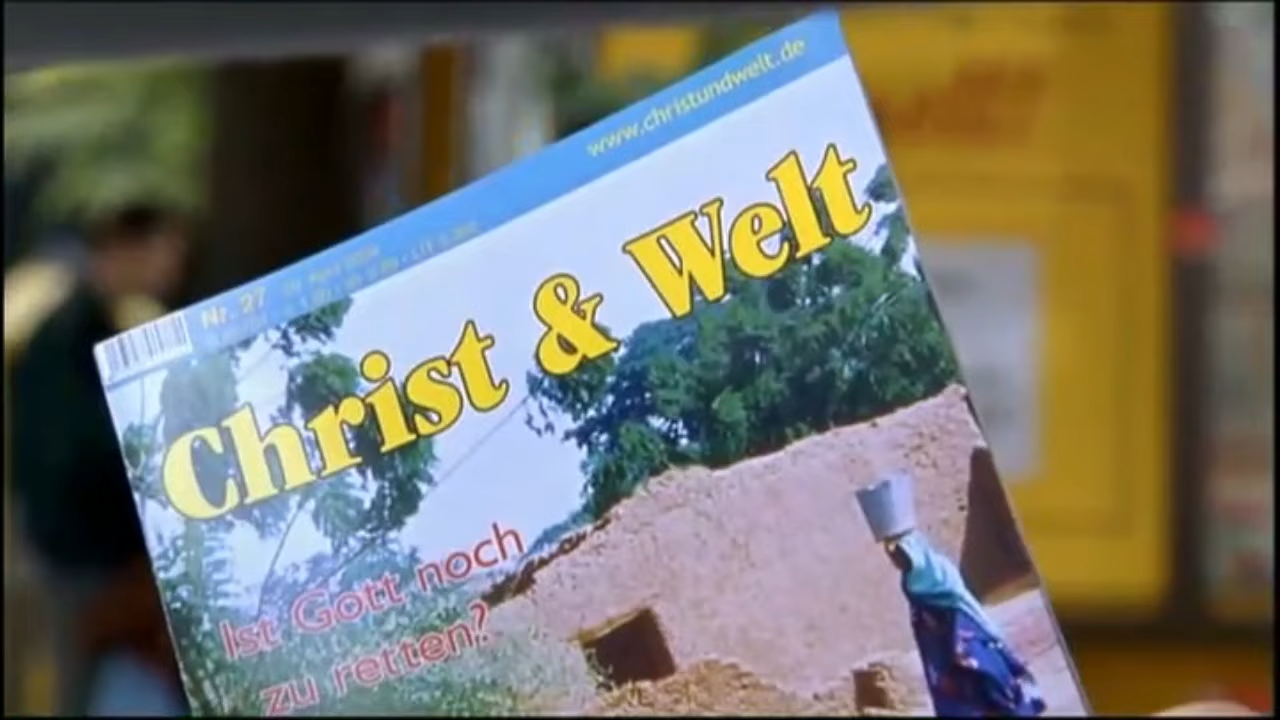 www.christundwelt.de
Nr. 27
Christ & Welt
Ist Gott noch
zu retten?